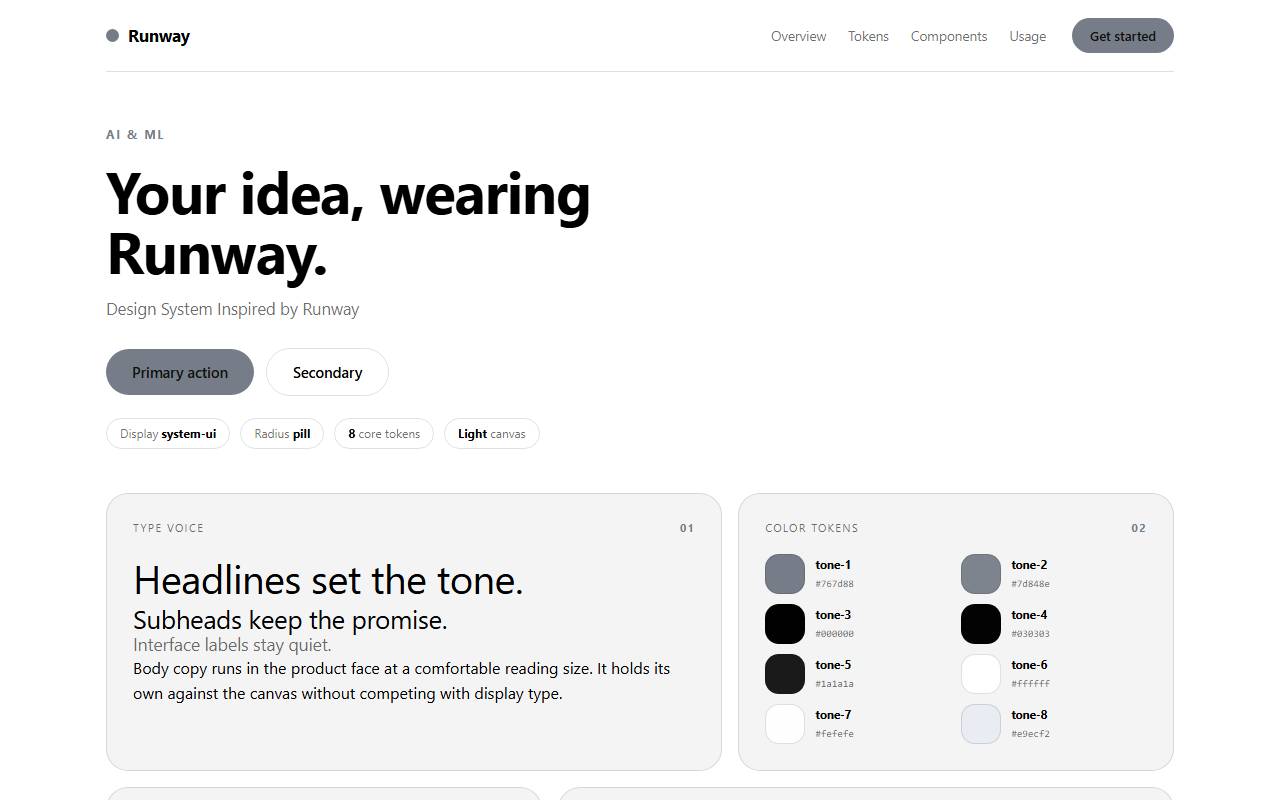 Runway
Overview Tokens Components Usage Get started
AI & ML
Your idea, wearing
Runway.
Design System Inspired by Runway
Primary action Secondary
Display system-ui Radius pill 8 core tokens Light canvas
TYPE VOICE 01
Headlines set the tone.
Subheads keep the promise.
Interface labels stay quiet.
Body copy runs in the product face at a comfortable reading size. It holds its
own against the canvas without competing with display type.
COLOR TOKENS 02
tone-1
#767d88
tone-2
#7d848e
tone-3
#000000
tone-4
#030303
tone-5
#1a1a1a
tone-6
#ffffff
tone-7
#fefefe
tone-8
#e9ecf2